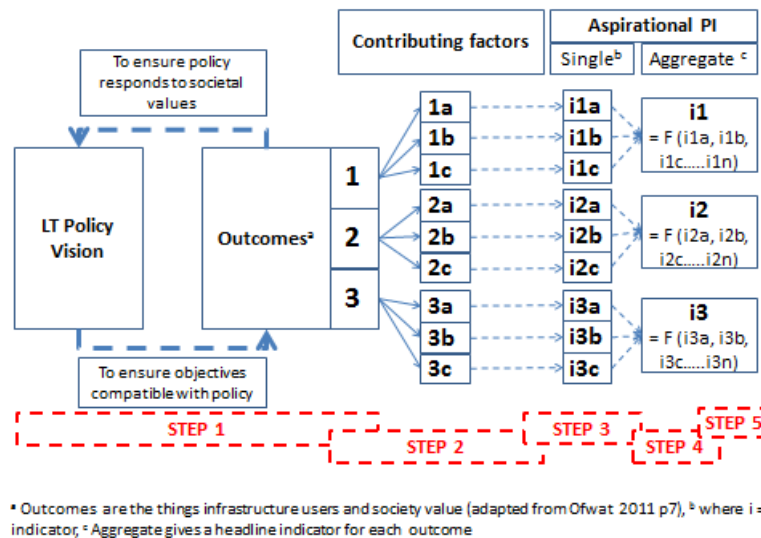 To ensure policy
responds to societal
values
Contributing factors
Aspirational PI
Singleᵇ
Aggregate ᶜ
LT Policy
Vision
Outcomesᵃ
1
2
3
1a
1b
1c
2a
2b
2c
3a
3b
3c
i1a
i1b
i1c
i2a
i2b
i2c
i3a
i3b
i3c
i1
= F (i1a, i1b,
i1c.....i1n)
i2
= F (i2a, i2b,
i2c.....i2n)
i3
= F (i3a, i3b,
i3c.....i3n)
To ensure objectives
compatible with policy
STEP 1
STEP 2
STEP 3
STEP 4
STEP 5
ᵃ Outcomes are the things infrastructure users and society value (adapted from Ofwat 2011 p7), ᵇ where i =
indicator, ᶜ Aggregate gives a headline indicator for each outcome